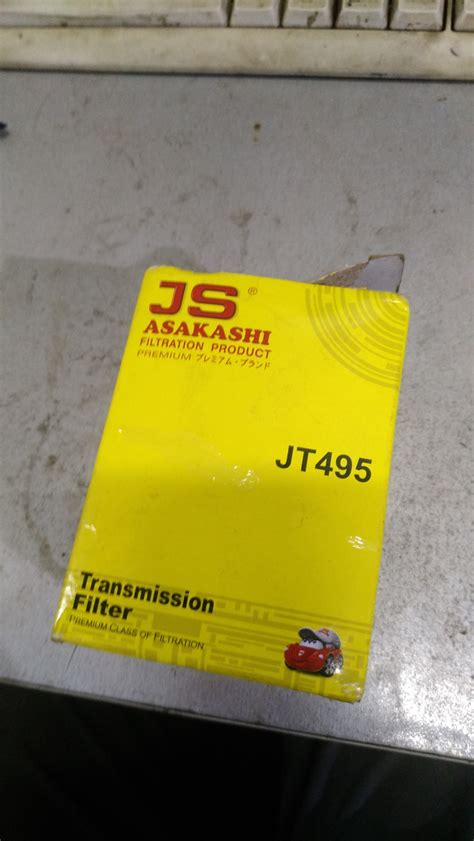 JS ®
ASAKASHI
FILTRATION PRODUCT
PREMIUM プレミアム・ブランド
JT495
Transmission
Filter
PREMIUM CLASS OF FILTRATION